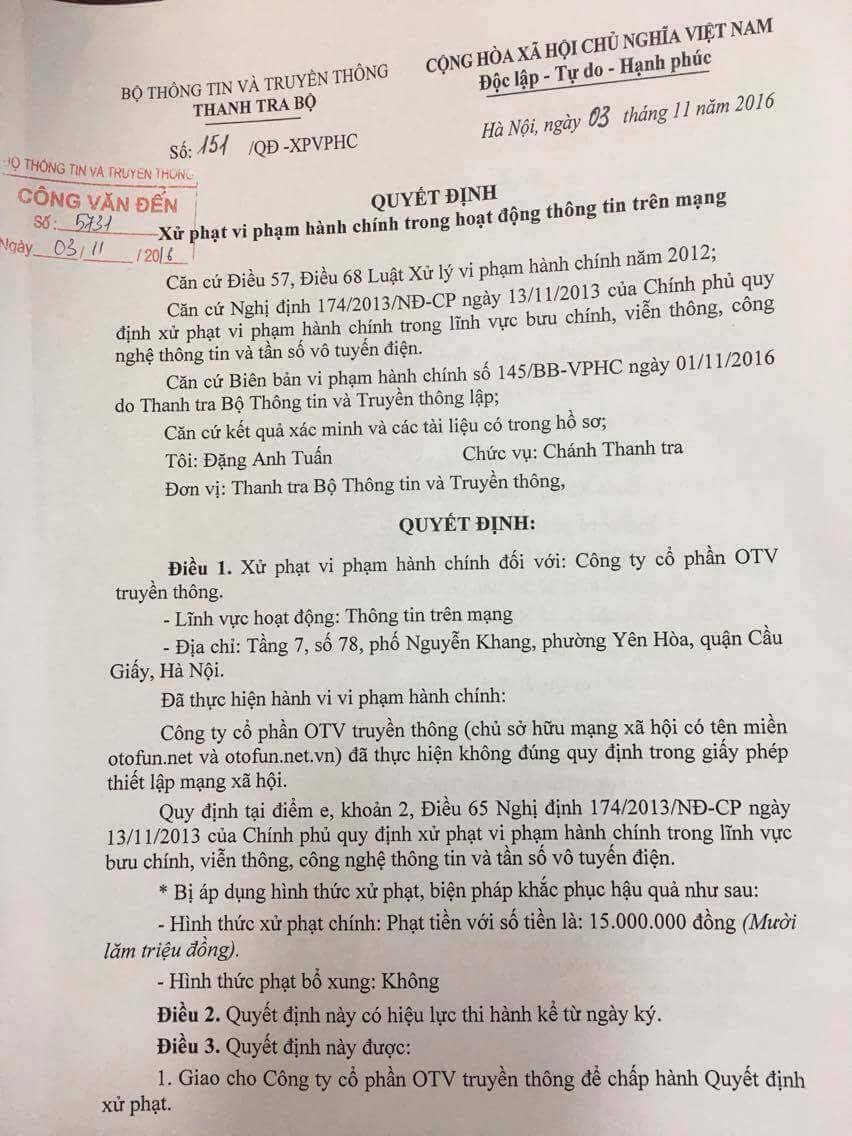 BỘ THÔNG TIN VÀ TRUYỀN THÔNG
THANH TRA BỘ
Số: 151 /QĐ -XPVPHC
CỘNG HÒA XÃ HỘI CHỦ NGHĨA VIỆT NAM
Độc lập - Tự do - Hạnh phúc
Hà Nội, ngày 03 tháng 11 năm 2016
BỘ THÔNG TIN VÀ TRUYỀN THÔNG
CÔNG VĂN ĐẾN
Số: 5731
Ngày 03/11/2016
QUYẾT ĐỊNH
Xử phạt vi phạm hành chính trong hoạt động thông tin trên mạng
Căn cứ Điều 57, Điều 68 Luật Xử lý vi phạm hành chính năm 2012;
Căn cứ Nghị định 174/2013/NĐ-CP ngày 13/11/2013 của Chính phủ quy
định xử phạt vi phạm hành chính trong lĩnh vực bưu chính, viễn thông, công
nghệ thông tin và tần số vô tuyến điện.
Căn cứ Biên bản vi phạm hành chính số 145/BB-VPHC ngày 01/11/2016
do Thanh tra Bộ Thông tin và Truyền thông lập;
Căn cứ kết quả xác minh và các tài liệu có trong hồ sơ;
Tôi: Đặng Anh Tuấn Chức vụ: Chánh Thanh tra
Đơn vị: Thanh tra Bộ Thông tin và Truyền thông,
QUYẾT ĐỊNH:
Điều 1. Xử phạt vi phạm hành chính đối với: Công ty cổ phần OTV
truyền thông.
- Lĩnh vực hoạt động: Thông tin trên mạng
- Địa chỉ: Tầng 7, số 78, phố Nguyễn Khang, phường Yên Hòa, quận Cầu
Giấy, Hà Nội.
Đã thực hiện hành vi vi phạm hành chính:
Công ty cổ phần OTV truyền thông (chủ sở hữu mạng xã hội có tên miền
otofun.net và otofun.net.vn) đã thực hiện không đúng quy định trong giấy phép
thiết lập mạng xã hội.
Quy định tại điểm e, khoản 2, Điều 65 Nghị định 174/2013/NĐ-CP ngày
13/11/2013 của Chính phủ quy định xử phạt vi phạm hành chính trong lĩnh vực
bưu chính, viễn thông, công nghệ thông tin và tần số vô tuyến điện.
* Bị áp dụng hình thức xử phạt, biện pháp khắc phục hậu quả như sau:
- Hình thức xử phạt chính: Phạt tiền với số tiền là: 15.000.000 đồng (Mười
lăm triệu đồng).
- Hình thức phạt bổ xung: Không
Điều 2. Quyết định này có hiệu lực thi hành kể từ ngày ký.
Điều 3. Quyết định này được:
1. Giao cho Công ty cổ phần OTV truyền thông để chấp hành Quyết định
xử phạt.